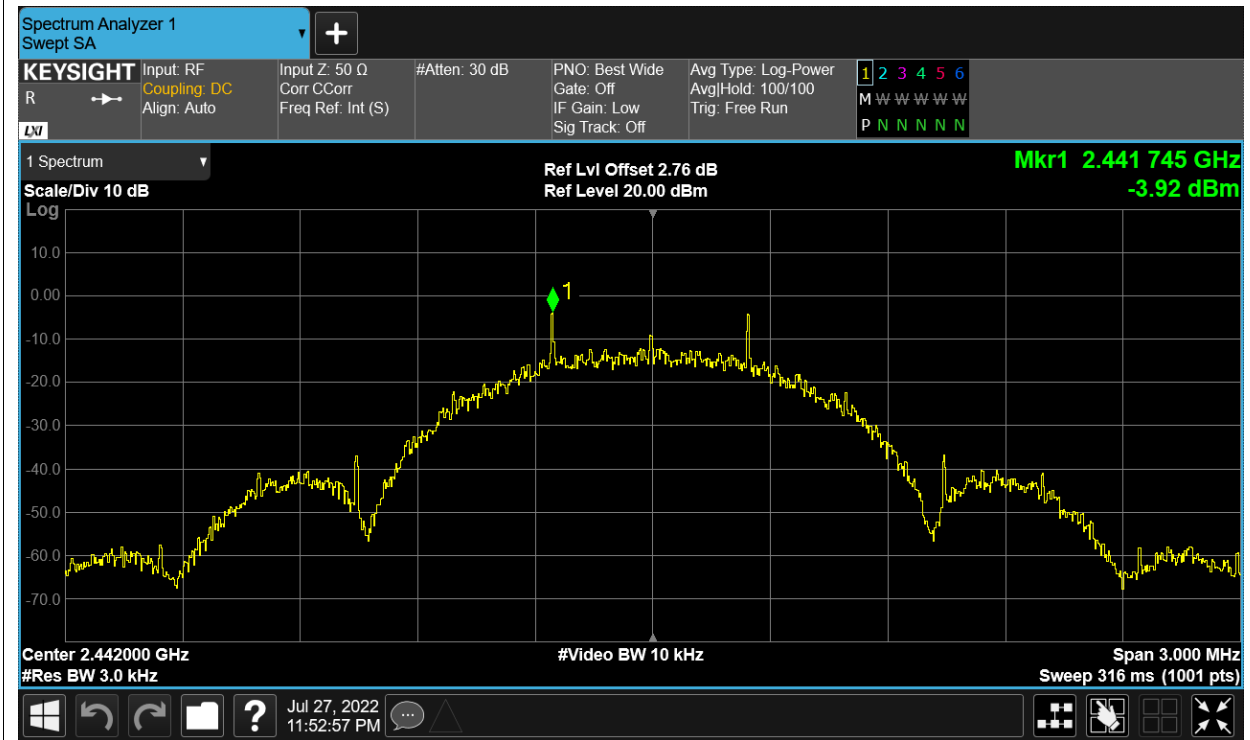 Spectrum Analyzer 1
Swept SA
KEYSIGHT
R
LXI
Input: RF
Coupling: DC
Align: Auto
Input Z: 50 Ω
Corr CCorr
Freq Ref: Int (S)
#Atten: 30 dB
PNO: Best Wide
Gate: Off
IF Gain: Low
Sig Track: Off
Avg Type: Log-Power
Avg|Hold: 100/100
Trig: Free Run
1 2 3 4 5 6
M W W W W W
P N N N N N
1 Spectrum
Scale/Div 10 dB
Log
Ref Lvl Offset 2.76 dB
Ref Level 20.00 dBm
Mkr1 2.441 745 GHz
-3.92 dBm
10.0
0.00
-10.0
-20.0
-30.0
-40.0
-50.0
-60.0
-70.0
1
Center 2.442000 GHz
#Res BW 3.0 kHz
#Video BW 10 kHz
Span 3.000 MHz
Sweep 316 ms (1001 pts)
?
Jul 27, 2022
11:52:57 PM